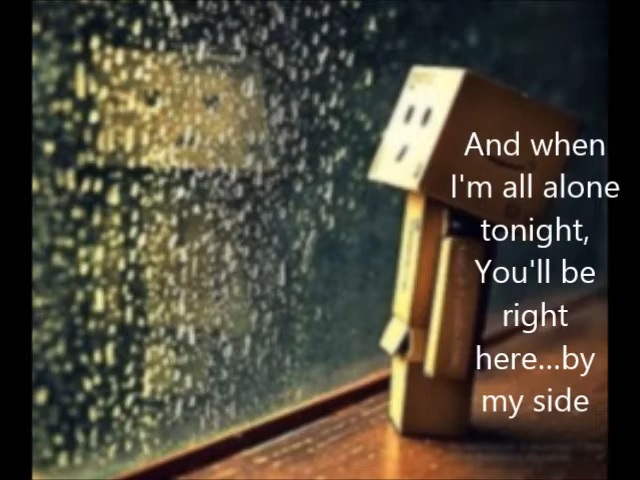 And when
I'm all alone
tonight,
You'll be
right
here...by
my side